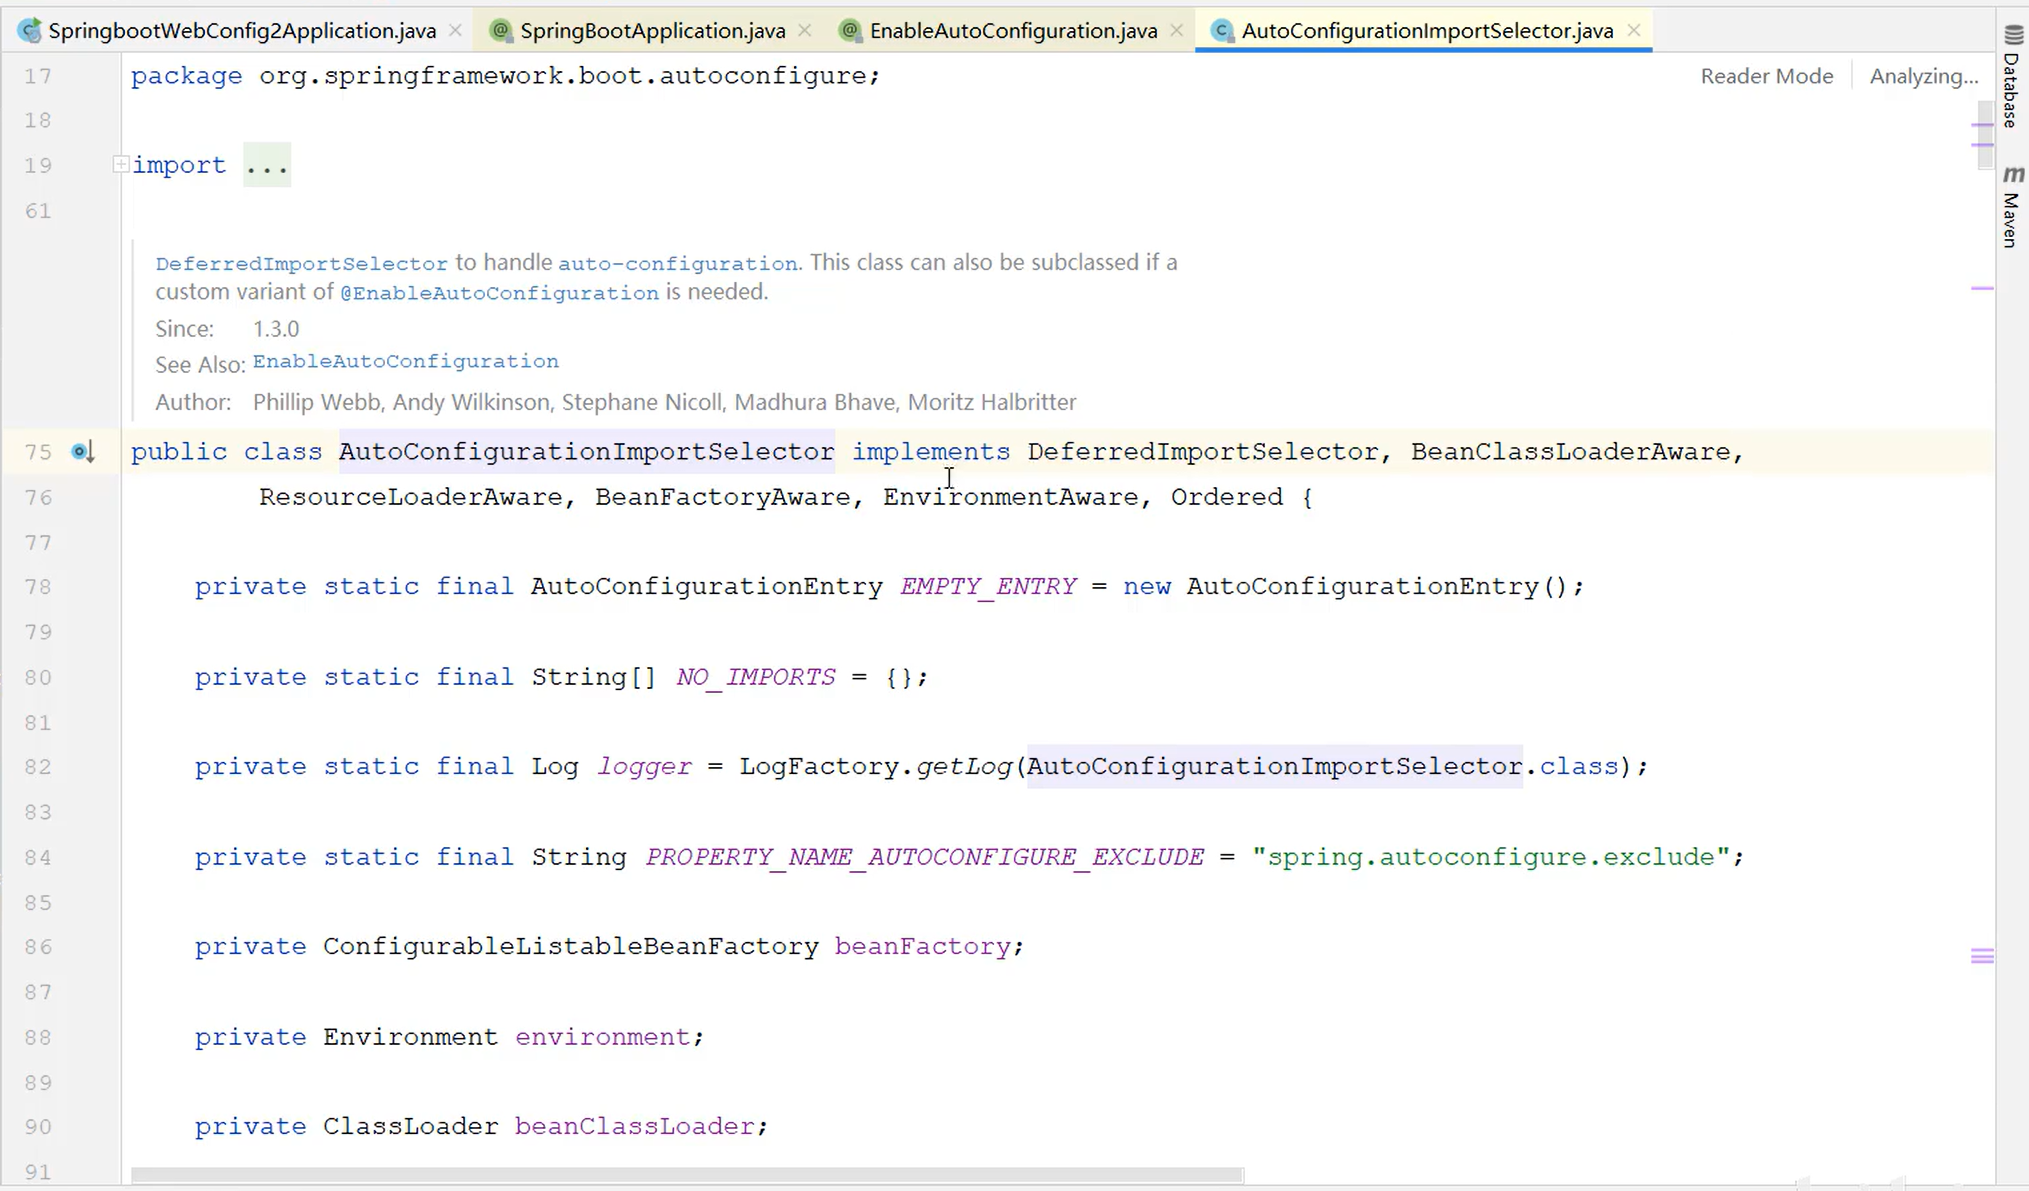 SpringbootWebConfig2Application.java
SpringBootApplication.java
EnableAutoConfiguration.java
AutoConfigurationImportSelector.java
Reader Mode
Analyzing...
Database
m Maven
17 package org.springframework.boot.autoconfigure;
18
19 import ...
61
DeferredImportSelector to handle auto-configuration. This class can also be subclassed if a
custom variant of @EnableAutoConfiguration is needed.
Since: 1.3.0
See Also: EnableAutoConfiguration
Author: Phillip Webb, Andy Wilkinson, Stephane Nicoll, Madhura Bhave, Moritz Halbritter
75 public class AutoConfigurationImportSelector implements DeferredImportSelector, BeanClassLoaderAware,
76 ResourceLoaderAware, BeanFactoryAware, EnvironmentAware, Ordered {
77
78 private static final AutoConfigurationEntry EMPTY_ENTRY = new AutoConfigurationEntry();
79
80 private static final String[] NO_IMPORTS = {};
81
82 private static final Log logger = LogFactory.getLog(AutoConfigurationImportSelector.class);
83
84 private static final String PROPERTY_NAME_AUTOCONFIGURE_EXCLUDE = "spring.autoconfigure.exclude";
85
86 private ConfigurableListableBeanFactory beanFactory;
87
88 private Environment environment;
89
90 private ClassLoader beanClassLoader;
91